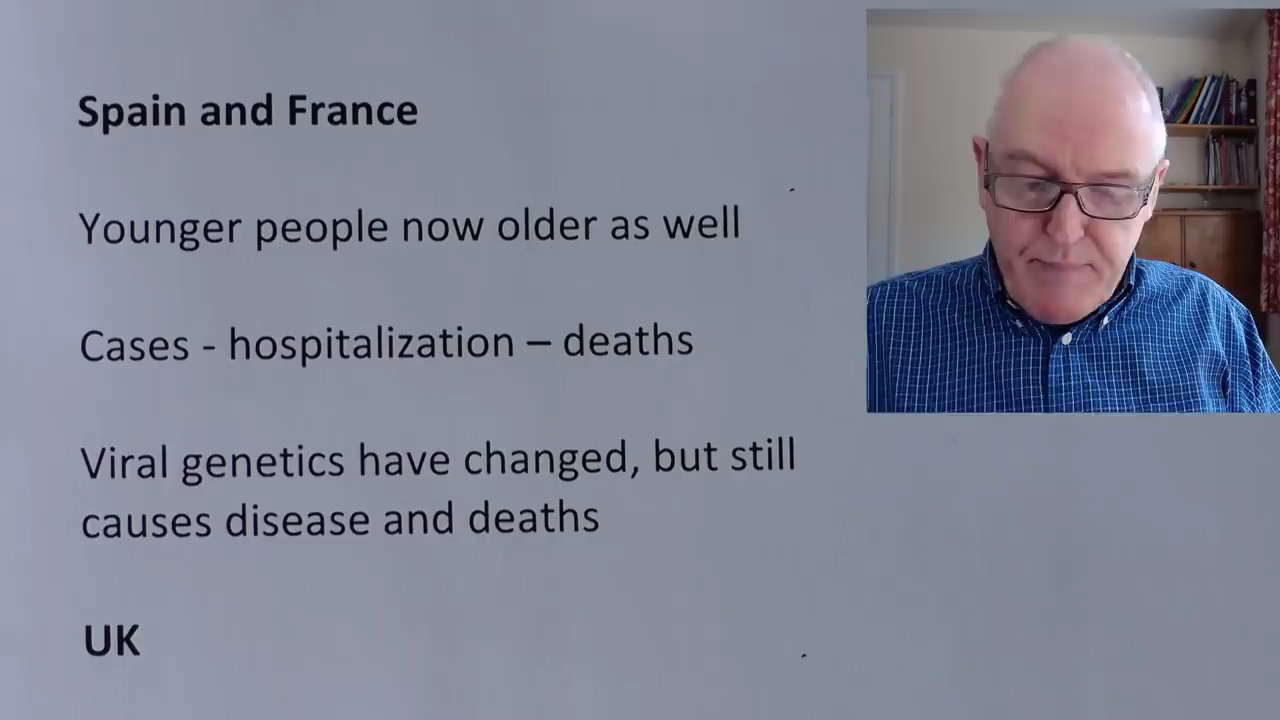 Spain and France
Younger people now older as well
Cases - hospitalization – deaths
Viral genetics have changed, but still
causes disease and deaths
UK